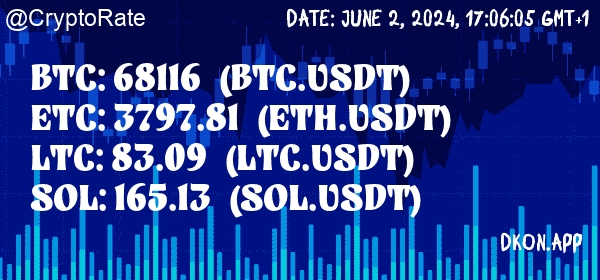 @CryptoRate
DATE: JUNE 2, 2024, 17:06:05 GMT+1
BTC: 68116 (BTC.USDT)
ETC: 3797.81 (ETH.USDT)
LTC: 83.09 (LTC.USDT)
SOL: 165.13 (SOL.USDT)
DKON.APP